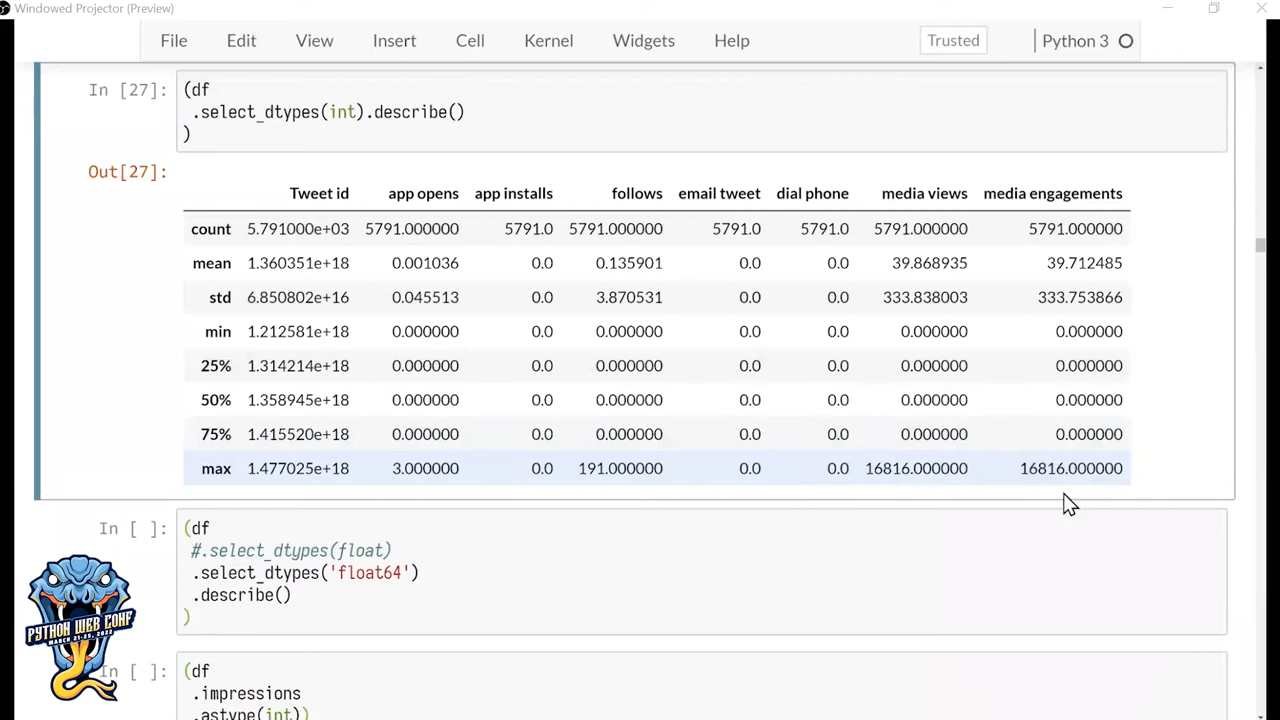 Windowed Projector (Preview)
File Edit View Insert Cell Kernel Widgets Help Trusted Python 3
In [27]: (df
.select_dtypes(int).describe()
)
Out[27]:
Tweet id app opens app installs follows email tweet dial phone media views media engagements
count 5.791000e+03 5791.000000 5791.0 5791.000000 5791.0 5791.0 5791.000000 5791.000000
mean 1.360351e+18 0.001036 0.0 0.135901 0.0 0.0 39.868935 39.712485
std 6.850802e+16 0.045513 0.0 3.870531 0.0 0.0 333.838003 333.753866
min 1.212581e+18 0.000000 0.0 0.000000 0.0 0.0 0.000000 0.000000
25% 1.314214e+18 0.000000 0.0 0.000000 0.0 0.0 0.000000 0.000000
50% 1.358945e+18 0.000000 0.0 0.000000 0.0 0.0 0.000000 0.000000
75% 1.415520e+18 0.000000 0.0 0.000000 0.0 0.0 0.000000 0.000000
max 1.477025e+18 3.000000 0.0 191.000000 0.0 0.0 16816.000000 16816.000000
In [ ]: (df
#.select_dtypes(float)
.select_dtypes('float64')
.describe()
)
PYTHON WEB CONF
MARCH 21-25, 2022
In [ ]: (df
.impressions
.astype(int))